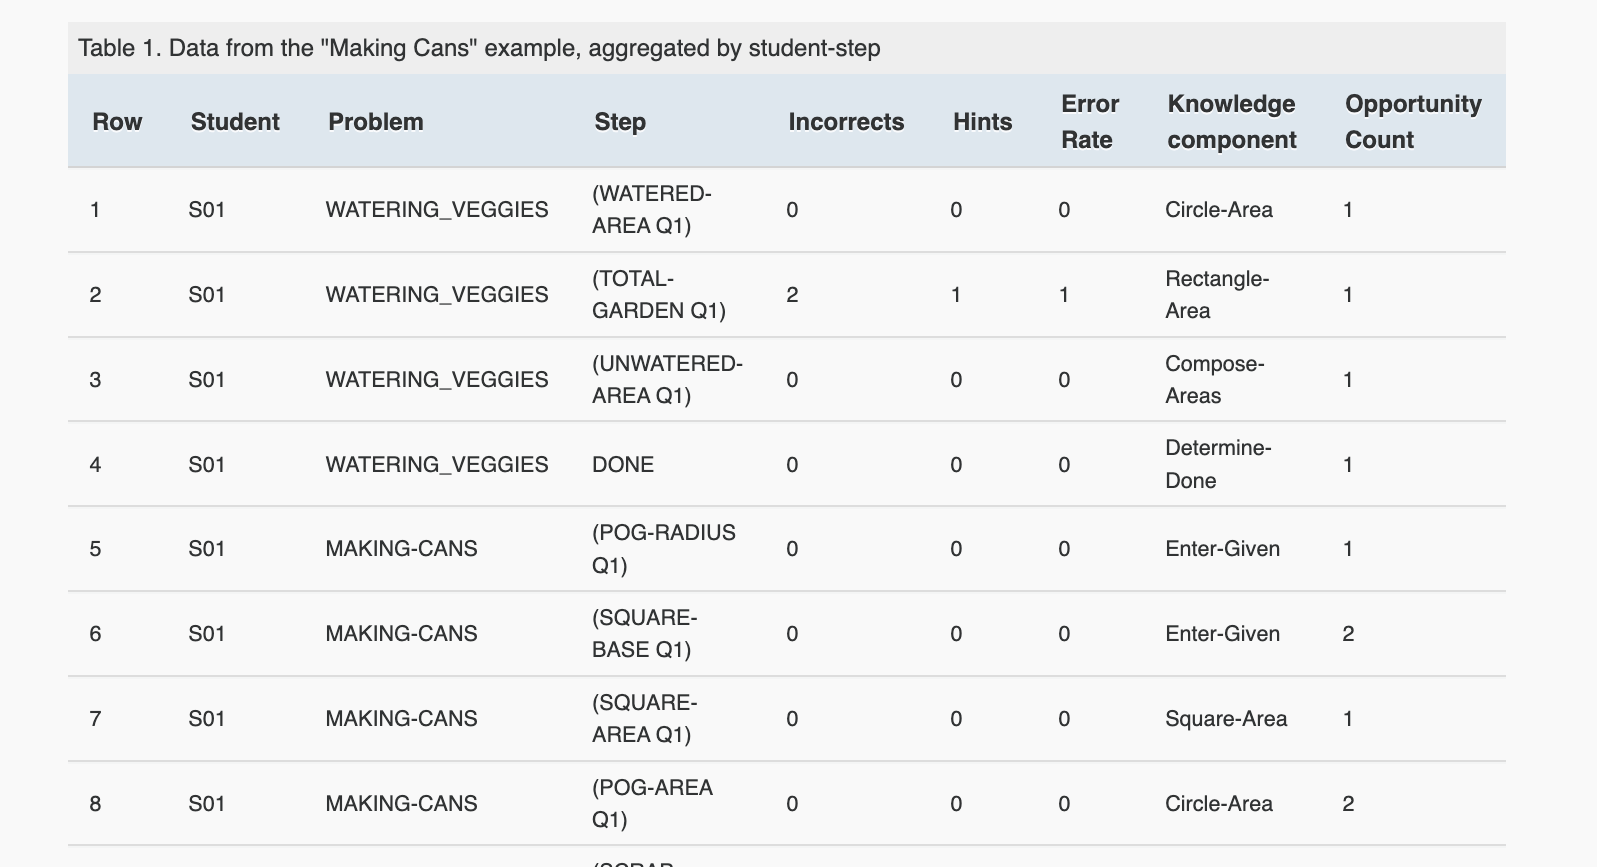 Table 1. Data from the "Making Cans" example, aggregated by student-step
Row Student Problem Step Incorrects Hints Error Rate Knowledge component Opportunity Count
1 S01 WATERING_VEGGIES (WATERED-AREA Q1) 0 0 0 Circle-Area 1
2 S01 WATERING_VEGGIES (TOTAL-GARDEN Q1) 2 1 1 Rectangle-Area 1
3 S01 WATERING_VEGGIES (UNWATERED-AREA Q1) 0 0 0 Compose-Areas 1
4 S01 WATERING_VEGGIES DONE 0 0 0 Determine-Done 1
5 S01 MAKING-CANS (POG-RADIUS Q1) 0 0 0 Enter-Given 1
6 S01 MAKING-CANS (SQUARE-BASE Q1) 0 0 0 Enter-Given 2
7 S01 MAKING-CANS (SQUARE-AREA Q1) 0 0 0 Square-Area 1
8 S01 MAKING-CANS (POG-AREA Q1) 0 0 0 Circle-Area 2